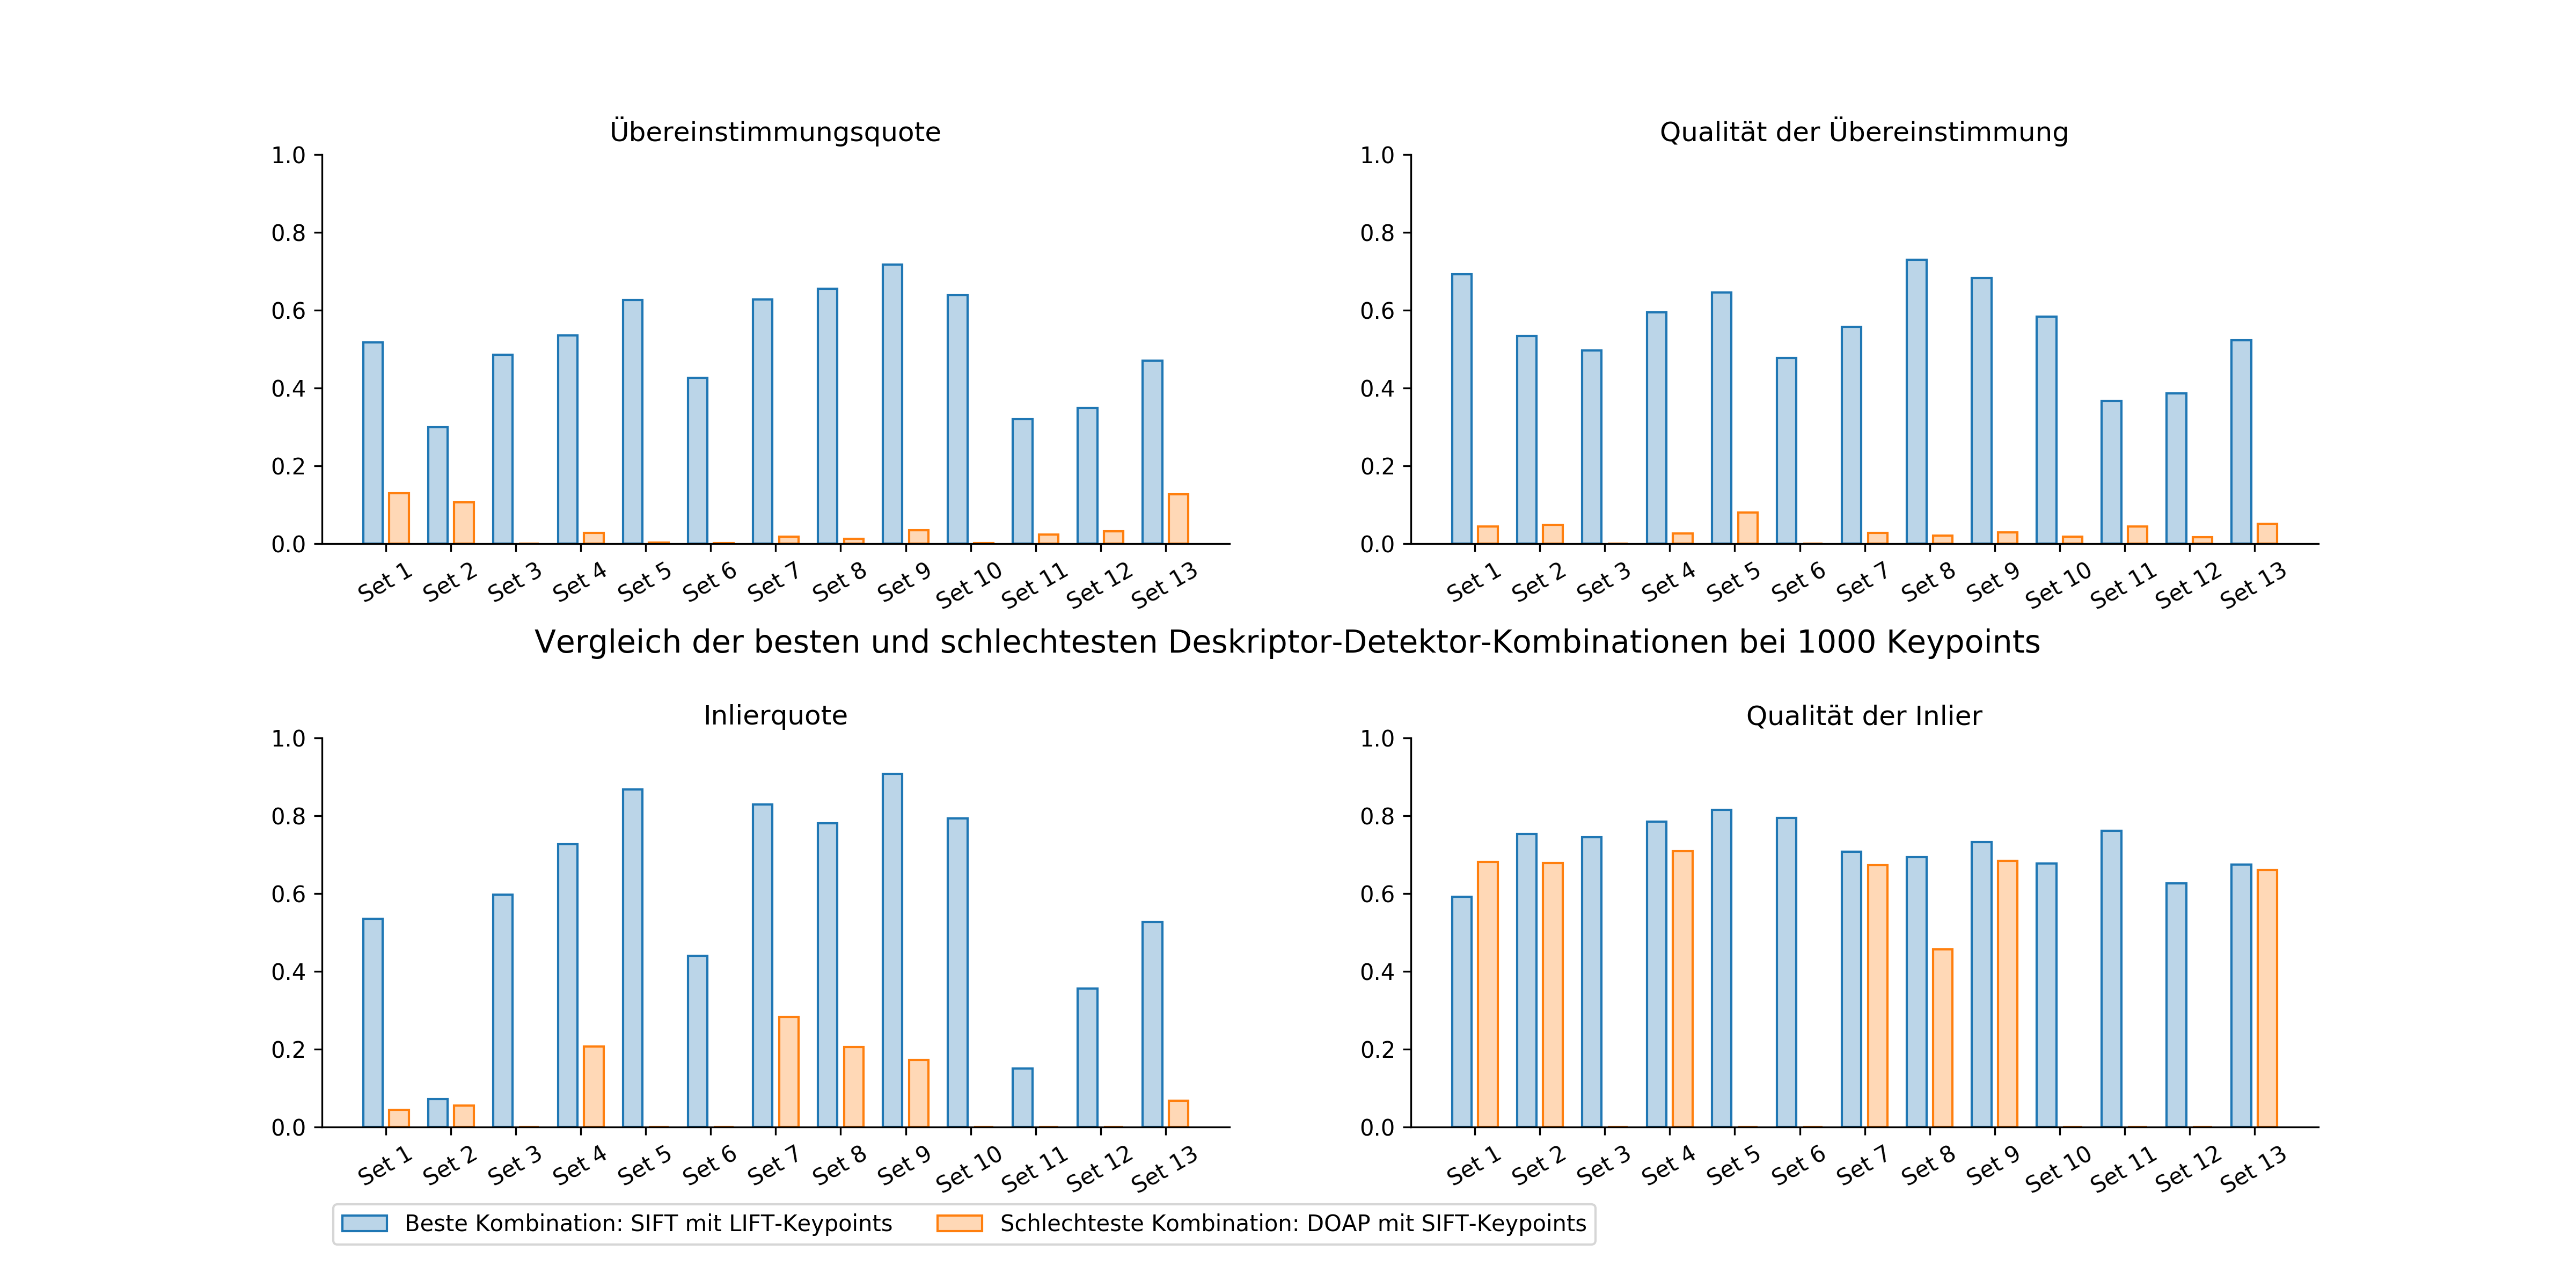 Übereinstimmungsquote
1.0
0.8
0.6
0.4
0.2
0.0
Set 1 Set 2 Set 3 Set 4 Set 5 Set 6 Set 7 Set 8 Set 9 Set 10 Set 11 Set 12 Set 13
Qualität der Übereinstimmung
1.0
0.8
0.6
0.4
0.2
0.0
Set 1 Set 2 Set 3 Set 4 Set 5 Set 6 Set 7 Set 8 Set 9 Set 10 Set 11 Set 12 Set 13
Vergleich der besten und schlechtesten Deskriptor-Detektor-Kombinationen bei 1000 Keypoints
Inlierquote
1.0
0.8
0.6
0.4
0.2
0.0
Set 1 Set 2 Set 3 Set 4 Set 5 Set 6 Set 7 Set 8 Set 9 Set 10 Set 11 Set 12 Set 13
Qualität der Inlier
1.0
0.8
0.6
0.4
0.2
0.0
Set 1 Set 2 Set 3 Set 4 Set 5 Set 6 Set 7 Set 8 Set 9 Set 10 Set 11 Set 12 Set 13
Beste Kombination: SIFT mit LIFT-Keypoints Schlechteste Kombination: DOAP mit SIFT-Keypoints